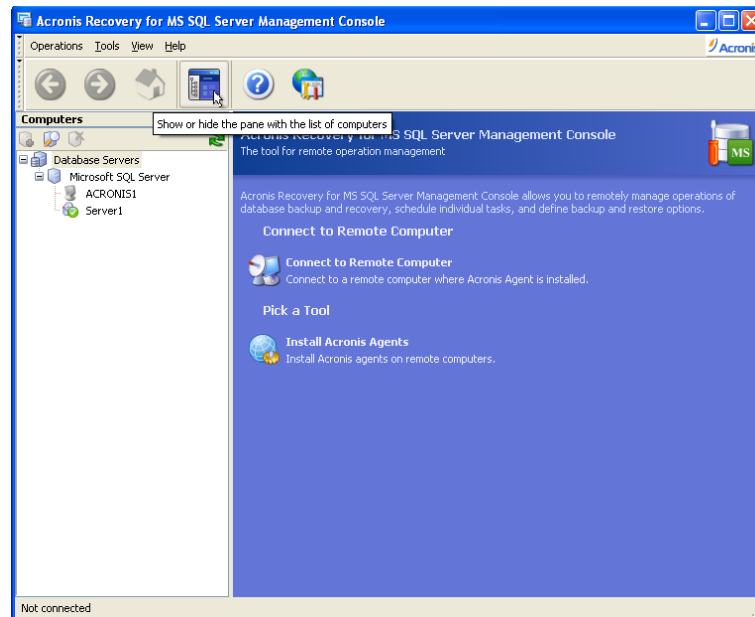 Acronis Recovery for MS SQL Server Management Console
Operations Tools View Help
Acronis
Computers
Show or hide the pane with the list of computers
Acronis Recovery for MS SQL Server Management Console
The tool for remote operation management
MS
Database Servers
Microsoft SQL Server
ACRONIS1
Server1
Acronis Recovery for MS SQL Server Management Console allows you to remotely manage operations of
database backup and recovery, schedule individual tasks, and define backup and restore options.
Connect to Remote Computer
Connect to Remote Computer
Connect to a remote computer where Acronis Agent is installed.
Pick a Tool
Install Acronis Agents
Install Acronis agents on remote computers.
Not connected